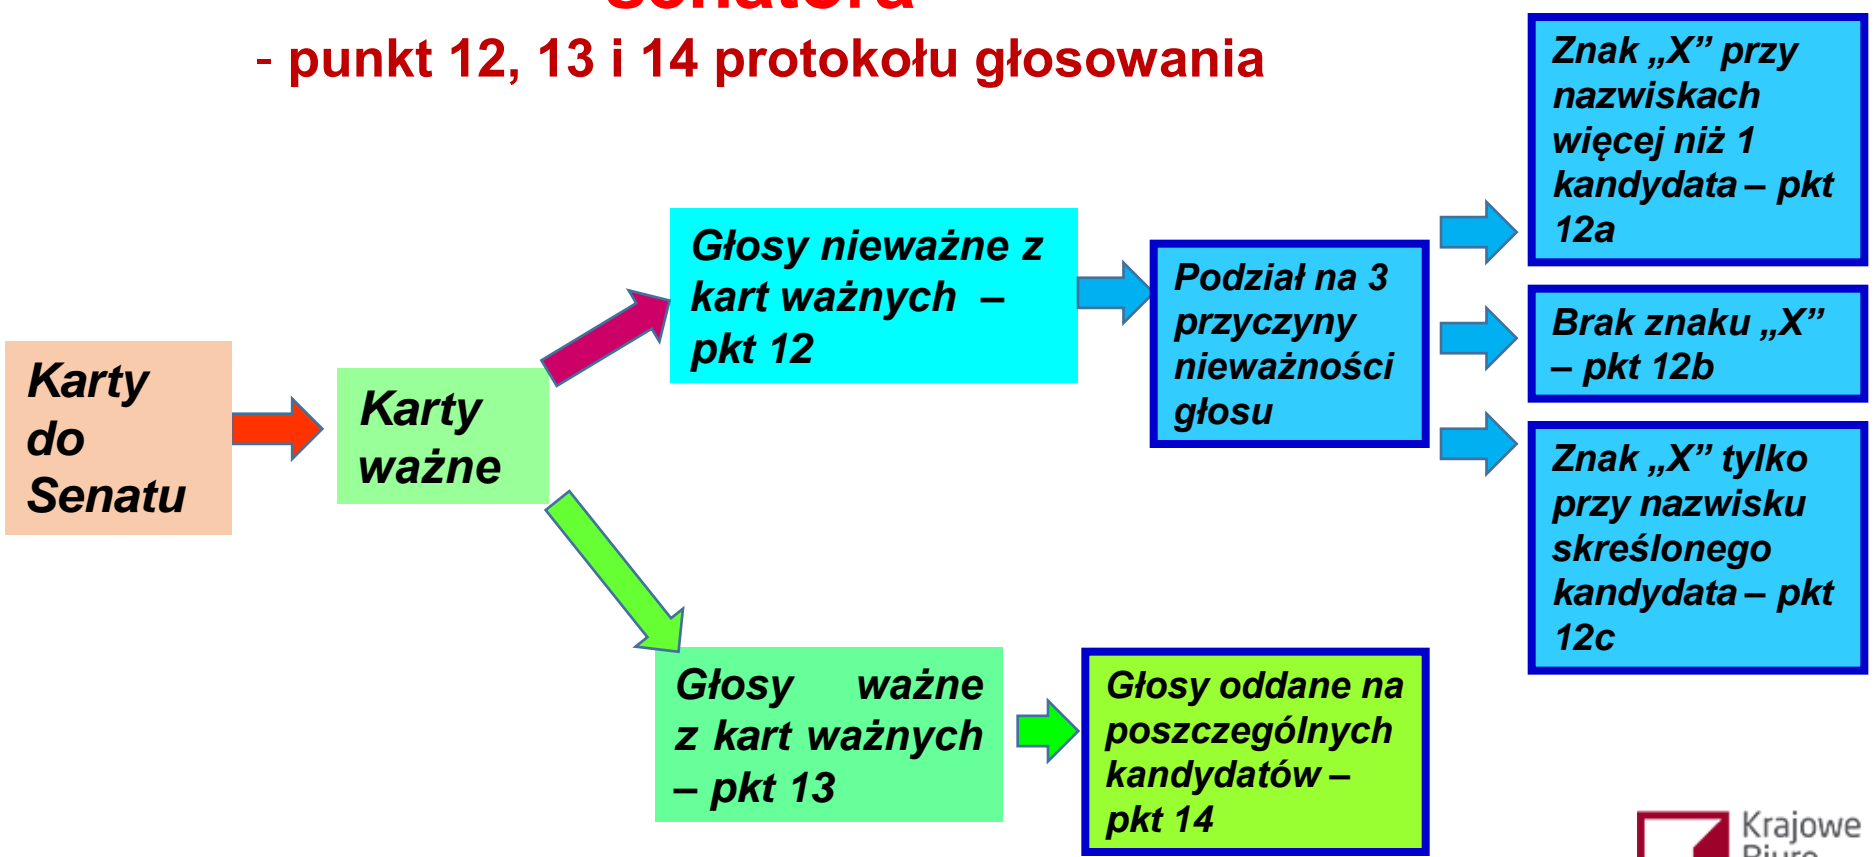 senatora
- punkt 12, 13 i 14 protokołu głosowania
Karty
do
Senatu
Karty
ważne
Głosy nieważne z
kart ważnych –
pkt 12
Podział na 3
przyczyny
nieważności
głosu
Znak „X” przy
nazwiskach
więcej niż 1
kandydata – pkt
12a
Brak znaku „X”
– pkt 12b
Znak „X” tylko
przy nazwisku
skreślonego
kandydata – pkt
12c
Głosy ważne
z kart ważnych
– pkt 13
Głosy oddane na
poszczególnych
kandydatów –
pkt 14
Krajowe
Biuro